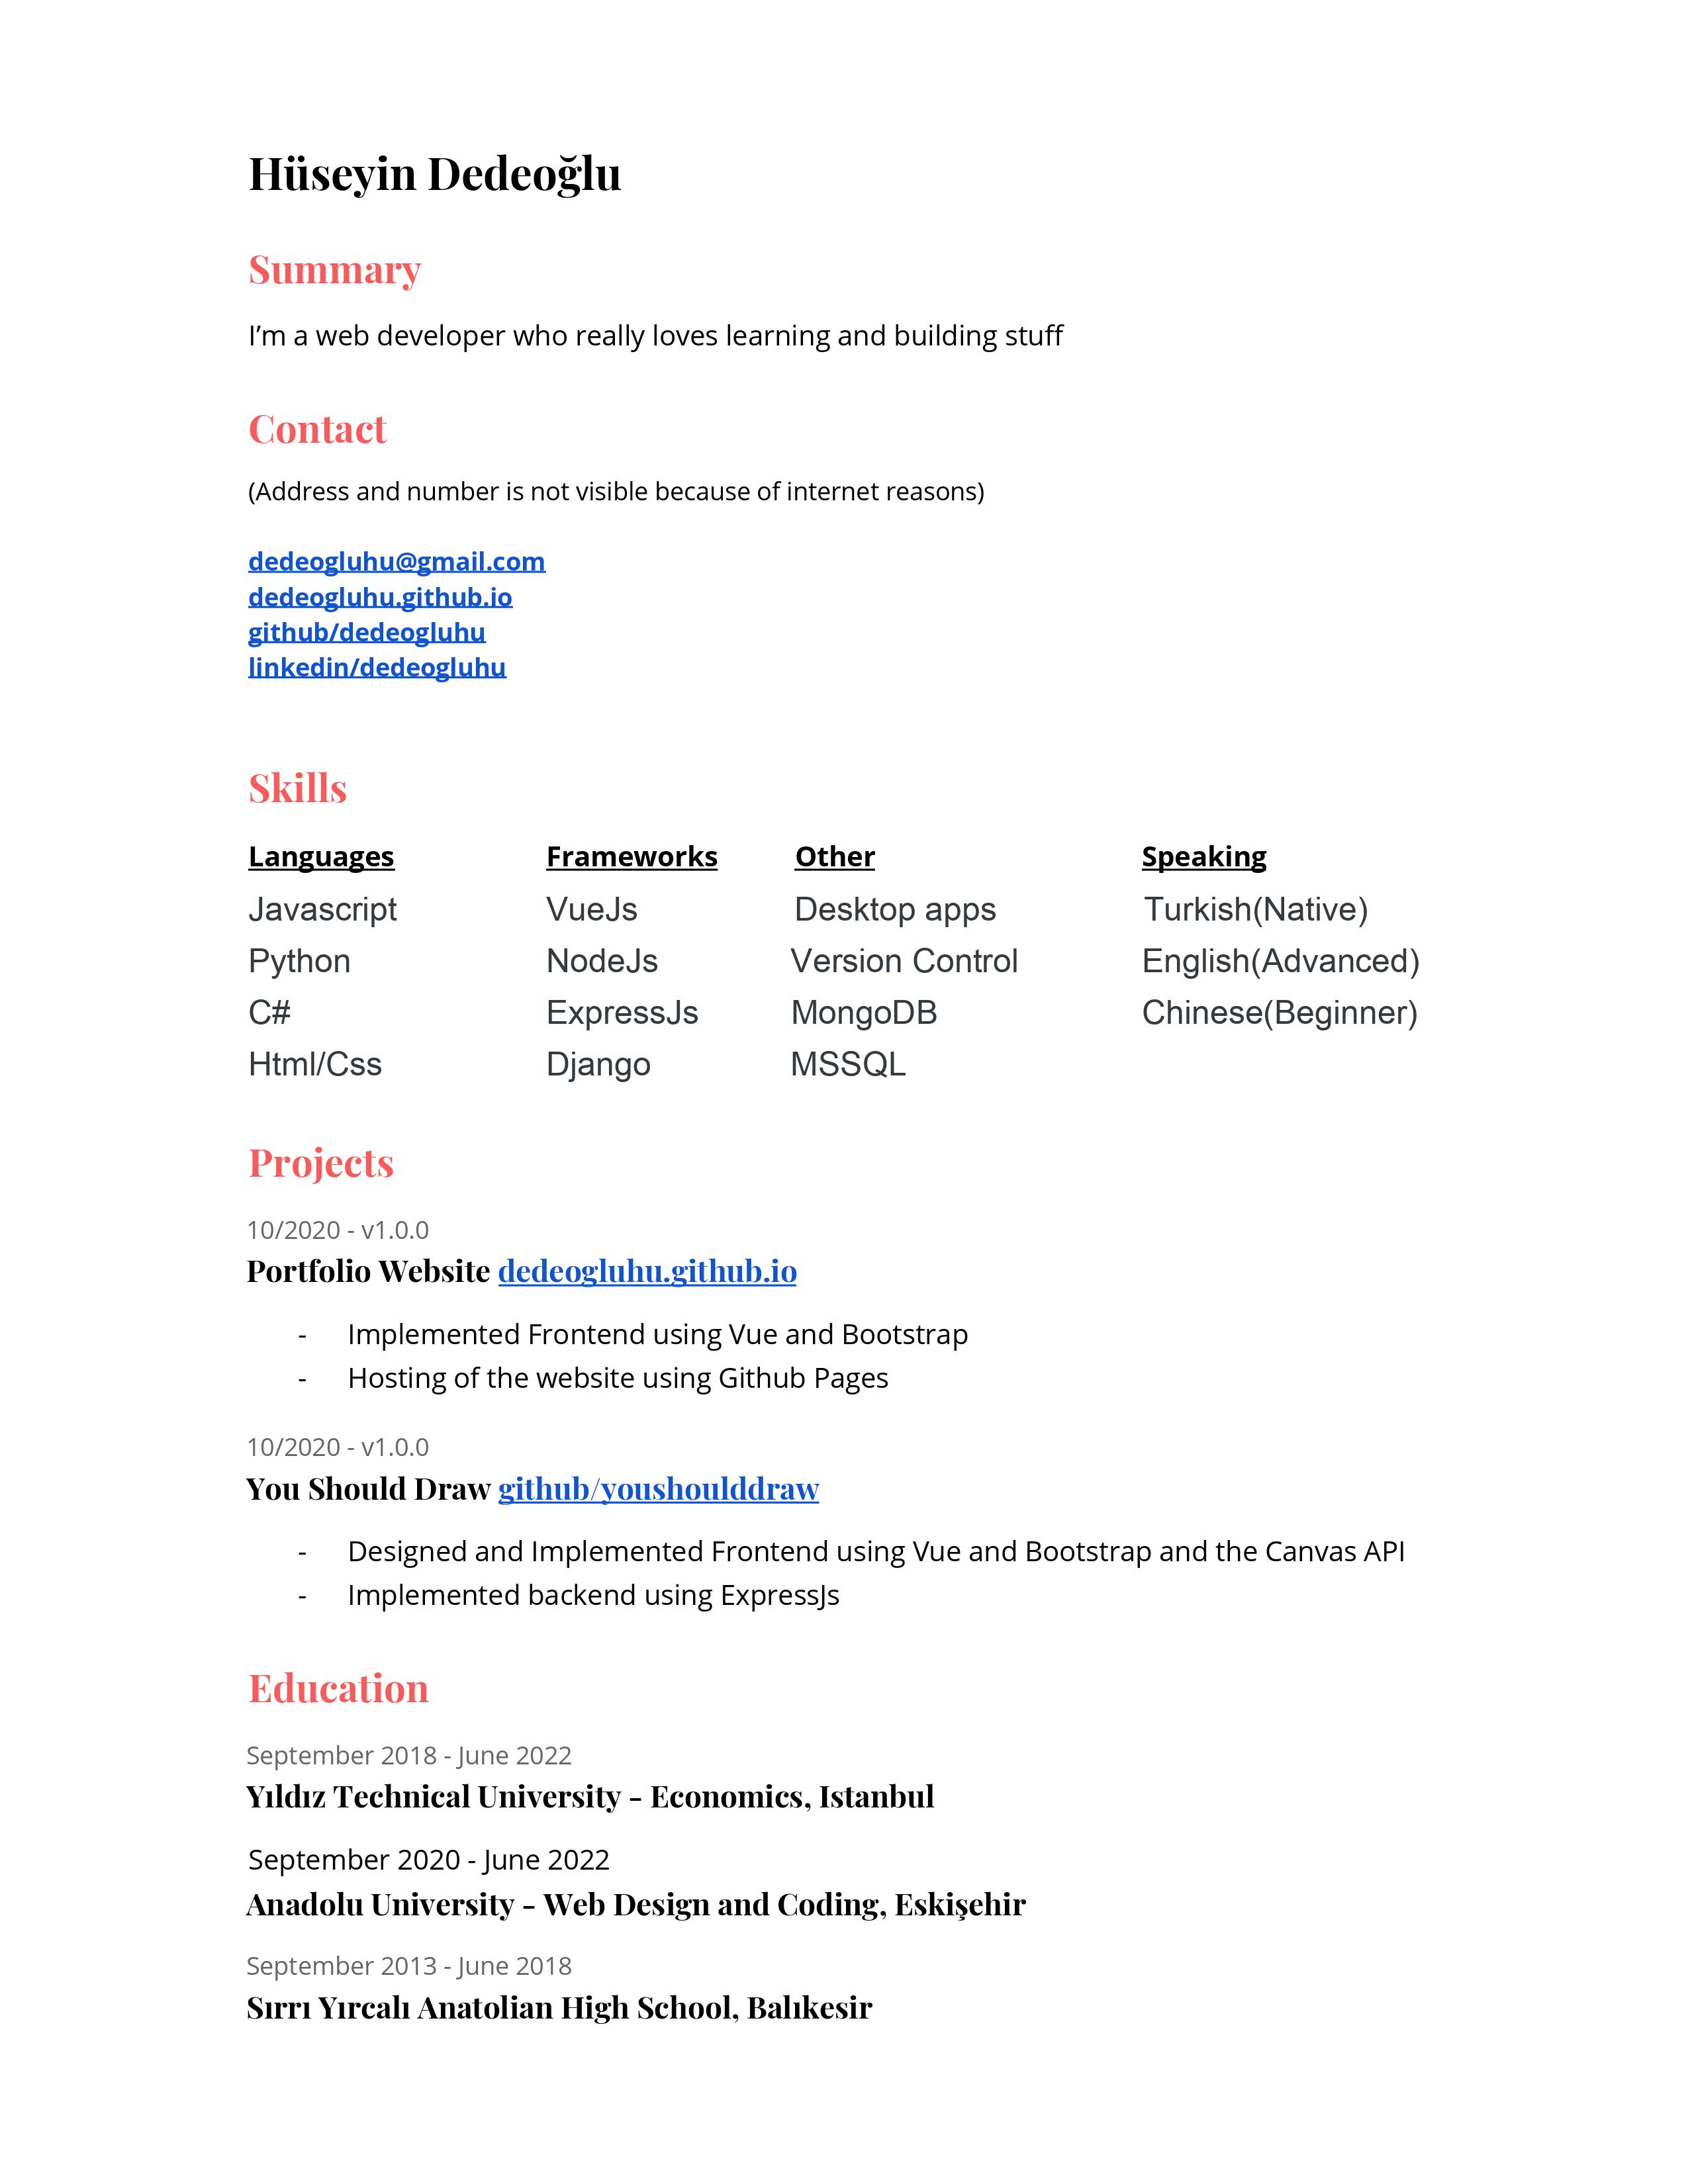 Hüseyin Dedeoğlu
Summary
I’m a web developer who really loves learning and building stuff
Contact
(Address and number is not visible because of internet reasons)
dedeogluhu@gmail.com
dedeogluhu.github.io
github/dedeogluhu
linkedin/dedeogluhu
Skills
Languages Frameworks Other Speaking
Javascript VueJs Desktop apps Turkish(Native)
Python NodeJs Version Control English(Advanced)
C# ExpressJs MongoDB Chinese(Beginner)
Html/Css Django MSSQL
Projects
10/2020 - v1.0.0
Portfolio Website dedeogluhu.github.io
- Implemented Frontend using Vue and Bootstrap
- Hosting of the website using Github Pages
10/2020 - v1.0.0
You Should Draw github/youshoulddraw
- Designed and Implemented Frontend using Vue and Bootstrap and the Canvas API
- Implemented backend using ExpressJs
Education
September 2018 - June 2022
Yıldız Technical University - Economics, Istanbul
September 2020 - June 2022
Anadolu University - Web Design and Coding, Eskişehir
September 2013 - June 2018
Sırrı Yırcalı Anatolian High School, Balıkesir